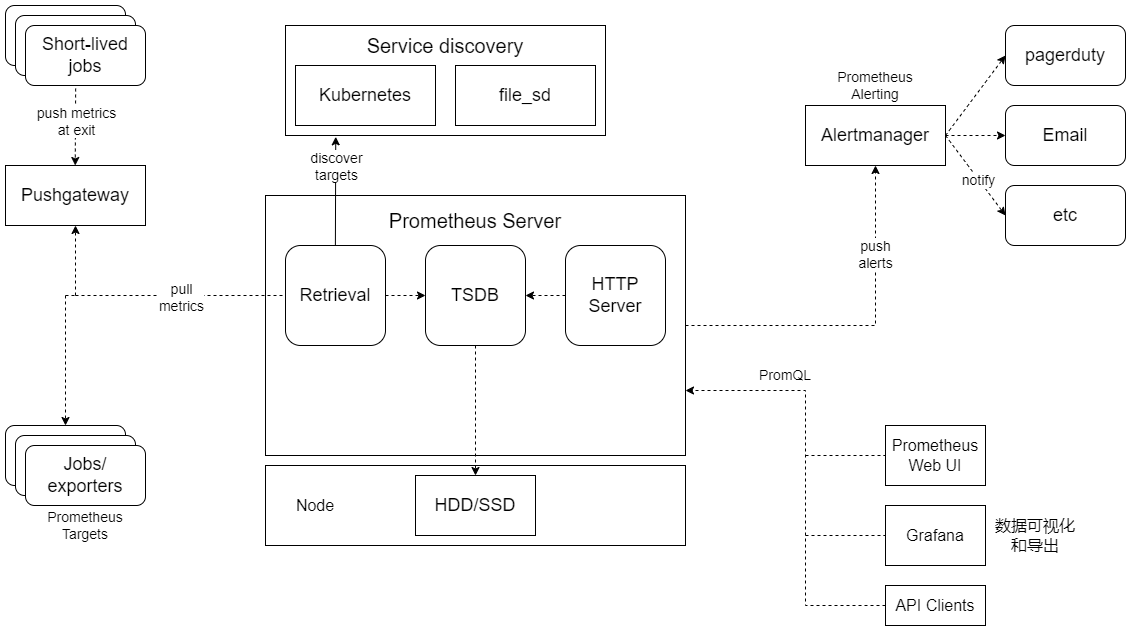 Short-lived
jobs
push metrics
at exit
Pushgateway
pull
metrics
Jobs/
exporters
Prometheus
Targets
Service discovery
Kubernetes
file_sd
discover
targets
Prometheus Server
Retrieval
TSDB
HTTP
Server
Node
HDD/SSD
Prometheus
Alerting
Alertmanager
pagerduty
Email
notify
etc
push
alerts
PromQL
Prometheus
Web UI
Grafana
数据可视化
和导出
API Clients